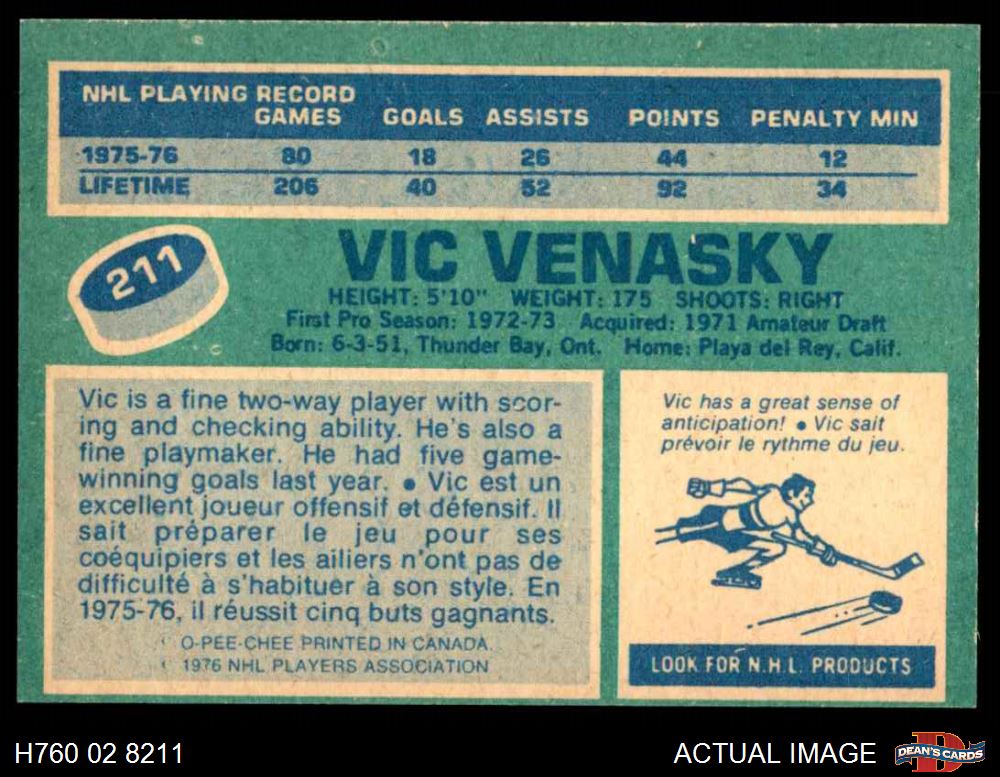 NHL PLAYING RECORD
GAMES GOALS ASSISTS POINTS PENALTY MIN
1975-76 80 18 26 44 12
LIFETIME 206 40 52 92 34
211
VIC VENASKY
HEIGHT: 5'10" WEIGHT: 175 SHOOTS: RIGHT
First Pro Season: 1972-73 Acquired: 1971 Amateur Draft
Born: 6-3-51, Thunder Bay, Ont. Home: Playa del Rey, Calif.
Vic is a fine two-way player with scor-
ing and checking ability. He's also a
fine playmaker. He had five game-
winning goals last year. • Vic est un
excellent joueur offensif et défensif. Il
sait préparer le jeu pour ses
coéquipiers et les ailiers n'ont pas de
difficulté à s'habituer à son style. En
1975-76, il réussit cinq buts gagnants.
O-PEE-CHEE PRINTED IN CANADA.
1976 NHL PLAYERS ASSOCIATION
Vic has a great sense of
anticipation! • Vic sait
prévoir le rythme du jeu.
LOOK FOR N.H.L. PRODUCTS
H760 02 8211
ACTUAL IMAGE
D
DEAN'S CARDS